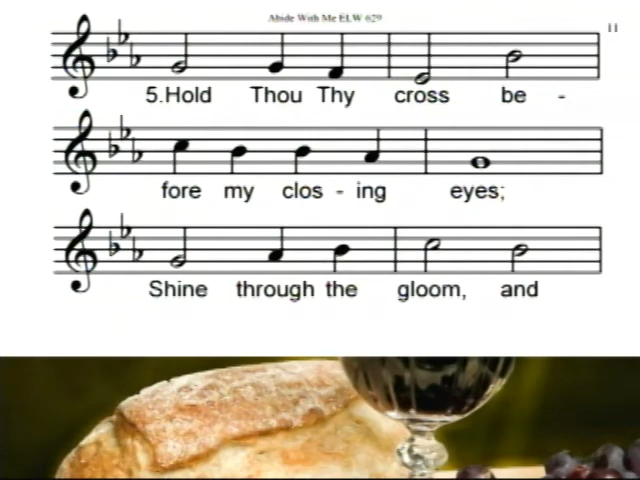 Abide With Me ELW 629
11
5.Hold Thou Thy cross be -
fore my clos - ing eyes;
Shine through the gloom, and